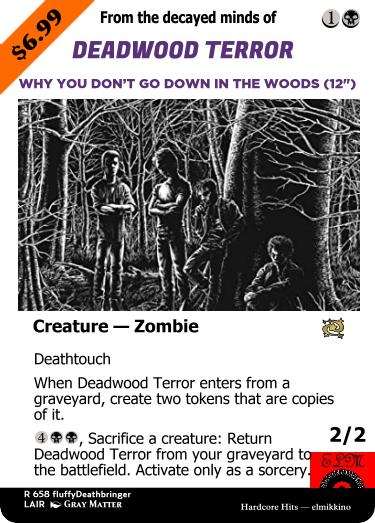 $6.99
From the decayed minds of
1
DEADWOOD TERROR
WHY YOU DON'T GO DOWN IN THE WOODS (12")
Creature — Zombie
Deathtouch
When Deadwood Terror enters from a
graveyard, create two tokens that are copies
of it.
4, Sacrifice a creature: Return
Deadwood Terror from your graveyard to
the battlefield. Activate only as a sorcery.
2/2
ELM
R 658 fluffyDeathbringer
LAIR Gray Matter
Hardcore Hits — elmikkino